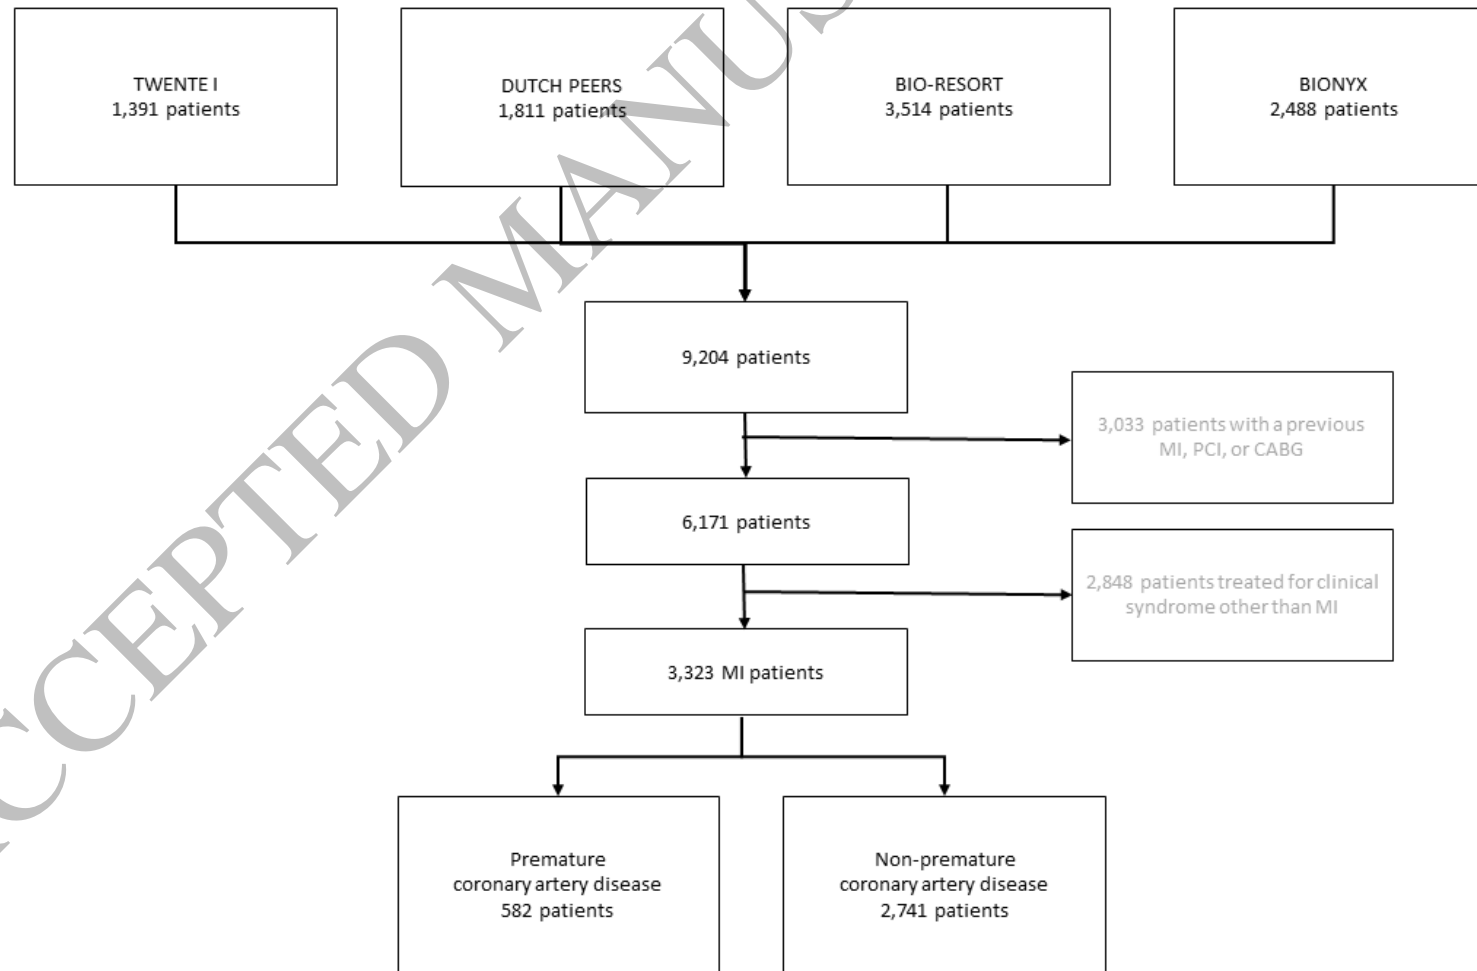 TWENTE I
1,391 patients
DUTCH PEERS
1,811 patients
BIO-RESORT
3,514 patients
BIONYX
2,488 patients
9,204 patients
3,033 patients with a previous
MI, PCI, or CABG
6,171 patients
2,848 patients treated for clinical
syndrome other than MI
3,323 MI patients
Premature
coronary artery disease
582 patients
Non-premature
coronary artery disease
2,741 patients
CCEPTED MANUS